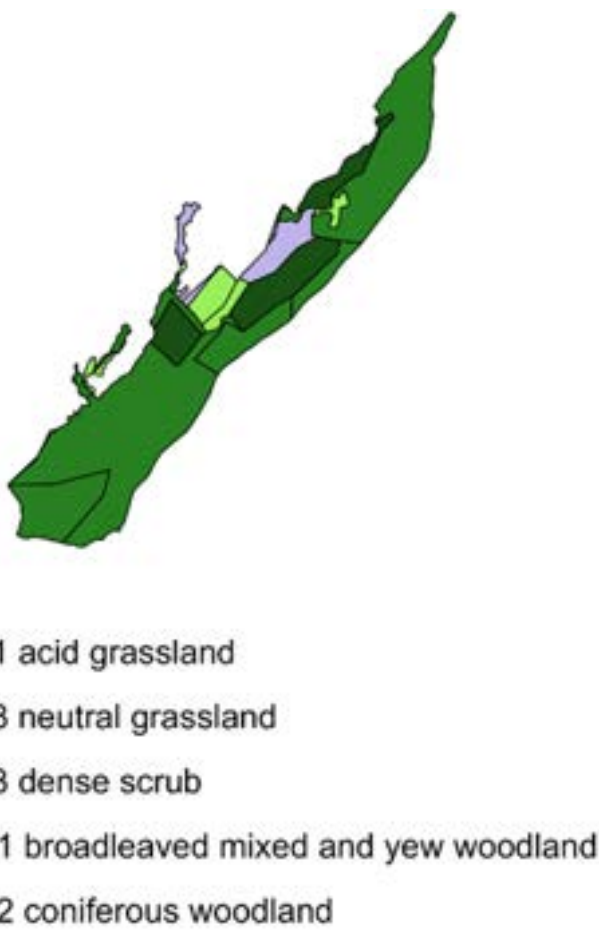 1 acid grassland
3 neutral grassland
3 dense scrub
1 broadleaved mixed and yew woodland
2 coniferous woodland